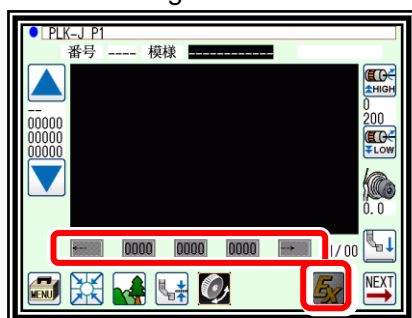 PLK-J P1
番号 ---- 模様 ------------
HIGH
--
00000
00000
00000
0
200
LOW
0.0
← 0000 0000 0000 → 1/00
MENU
Ex
NEXT